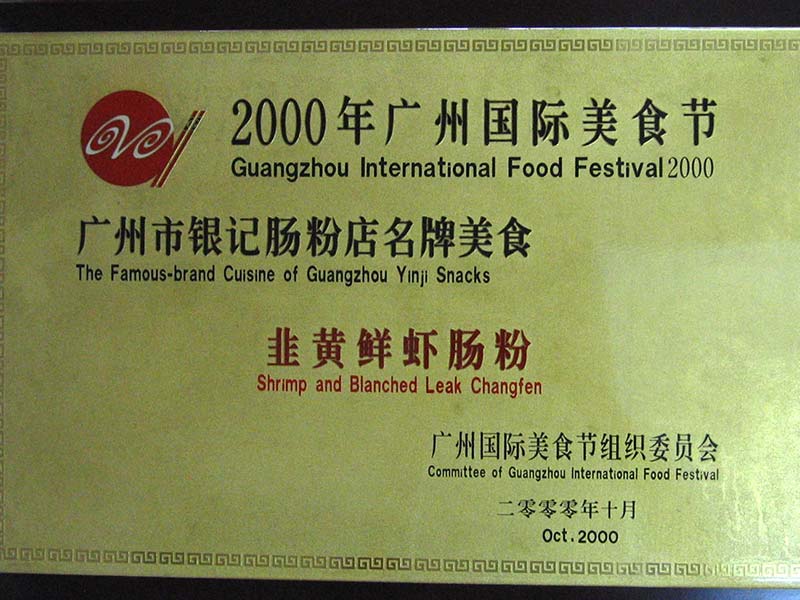 2000年广州国际美食节
Guangzhou International Food Festival 2000
广州市银记肠粉店名牌美食
The Famous-brand Cuisine of Guangzhou Yinji Snacks
韭黄鲜虾肠粉
Shrimp and Blanched Leak Changfen
广州国际美食节组织委员会
Committee of Guangzhou International Food Festival
二零零零年十月
Oct. 2000